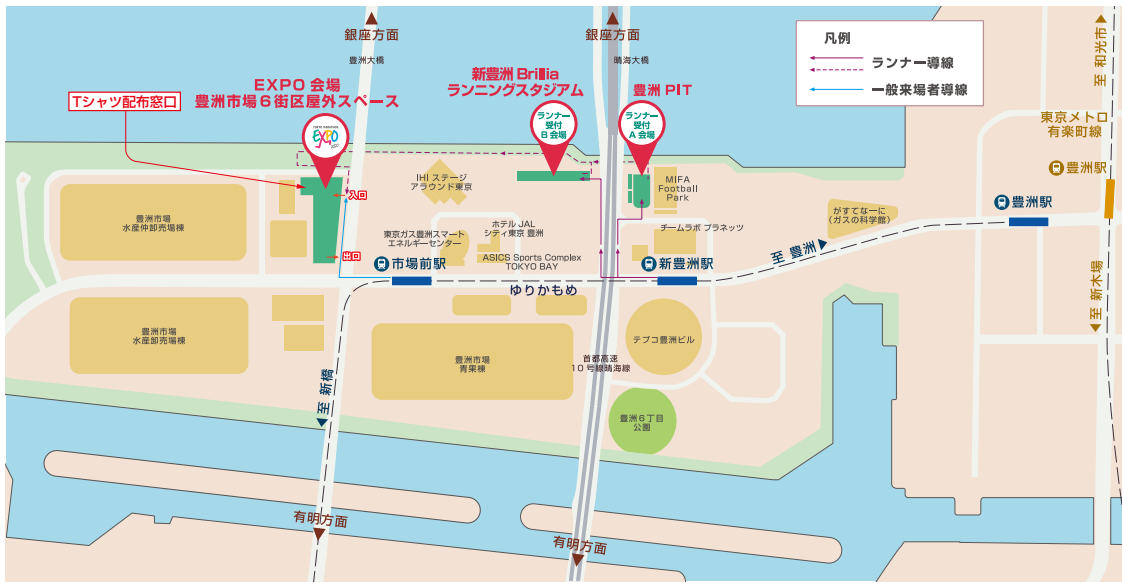 銀座方面
豊洲大橋
銀座方面
晴海大橋
凡例
ランナー導線
一般来場者導線
至 和光市
東京メトロ
有楽町線
豊洲駅
EXPO 会場
豊洲市場6街区屋外スペース
Tシャツ配布窓口
TOKYO MARATHON
EXPO
新豊洲 Brillia
ランニングスタジアム
ランナー
受付
B 会場
豊洲 PIT
ランナー
受付
A 会場
入口
出口
豊洲市場
水産仲卸売場棟
IHI ステージ
アラウンド東京
MIFA
Football
Park
東京ガス豊洲スマート
エネルギーセンター
ホテル JAL
シティ東京 豊洲
ASICS Sports Complex
TOKYO BAY
チームラボ プラネッツ
がすてなーに
(ガスの科学館)
豊洲駅
至 豊洲
市場前駅
新豊洲駅
ゆりかもめ
至 新木場
豊洲市場
水産卸売場棟
豊洲市場
青果棟
テプコ豊洲ビル
首都高速
10号線晴海線
至 新橋
豊洲6丁目
公園
有明方面
有明方面